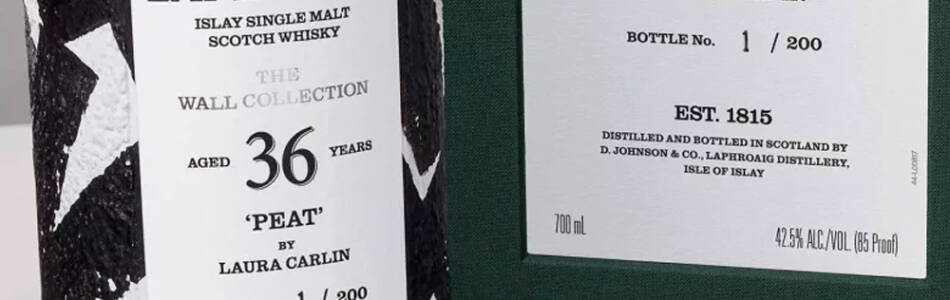 ISLAY SINGLE MALT
SCOTCH WHISKY
THE
WALL COLLECTION
AGED 36 YEARS
‘PEAT’
BY
LAURA CARLIN
1 / 200
BOTTLE No. 1 / 200
EST. 1815
DISTILLED AND BOTTLED IN SCOTLAND BY
D. JOHNSON & CO., LAPHROAIG DISTILLERY,
ISLE OF ISLAY
700 mL
42.5% ALC./VOL. (85 Proof)